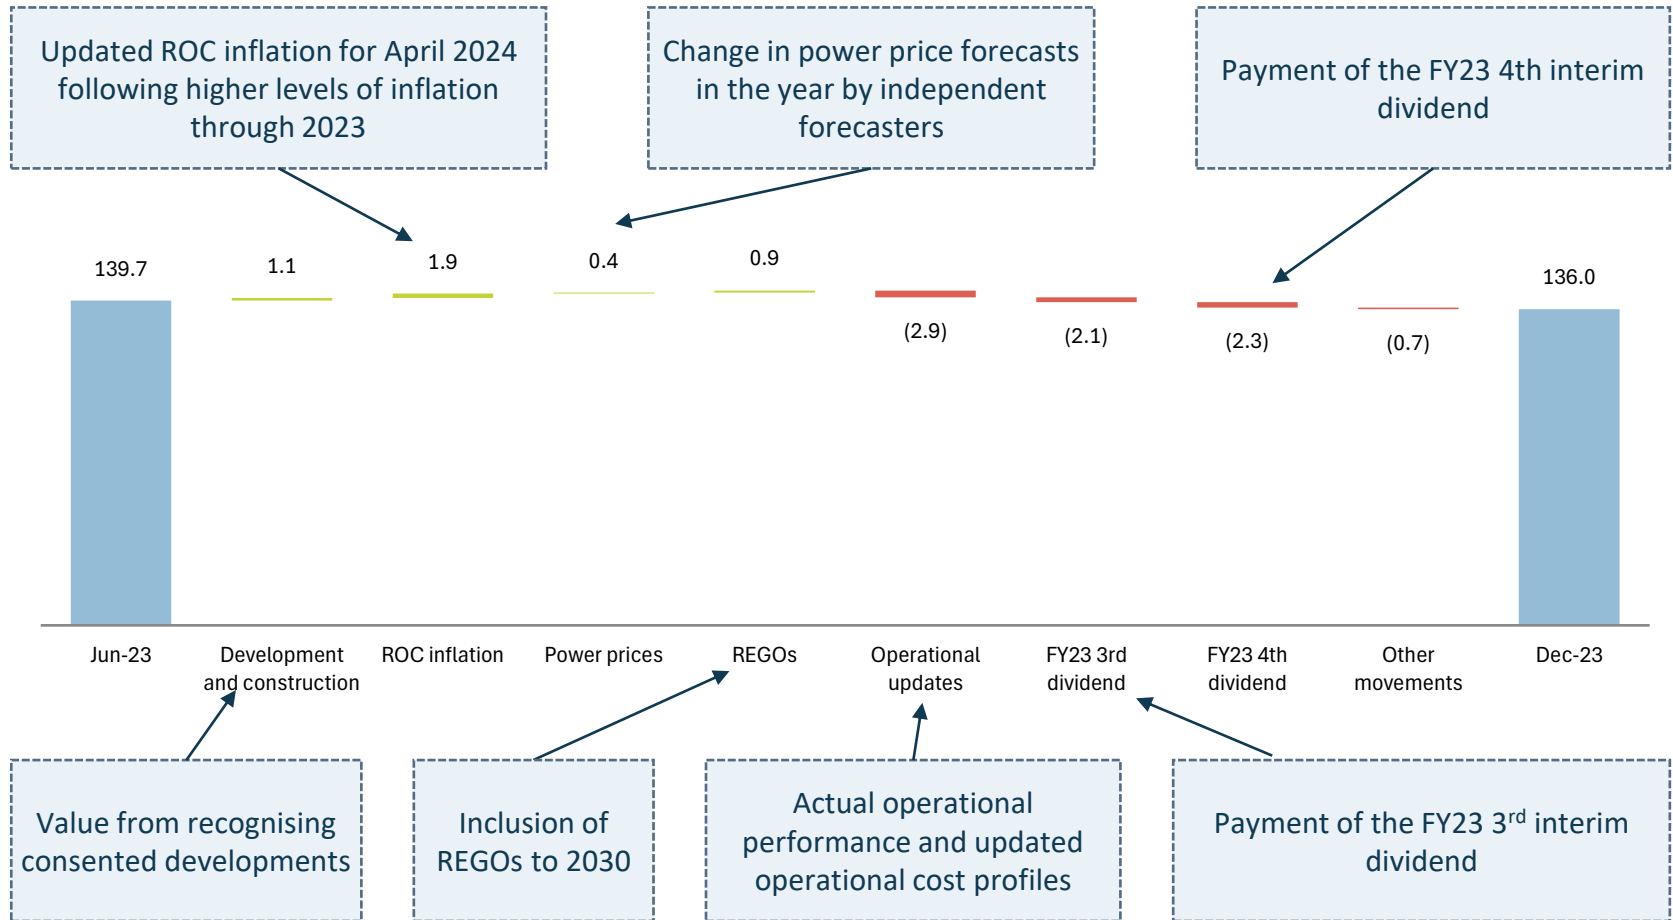 Updated ROC inflation for April 2024
following higher levels of inflation
through 2023
Change in power price forecasts
in the year by independent
forecasters
Payment of the FY23 4th interim
dividend
139.7
1.1
1.9
0.4
0.9
(2.9)
(2.1)
(2.3)
(0.7)
136.0
Jun-23
Development
and construction
ROC inflation
Power prices
REGOs
Operational
updates
FY23 3rd
dividend
FY23 4th
dividend
Other
movements
Dec-23
Value from recognising
consented developments
Inclusion of
REGOs to 2030
Actual operational
performance and updated
operational cost profiles
Payment of the FY23 3rd interim
dividend